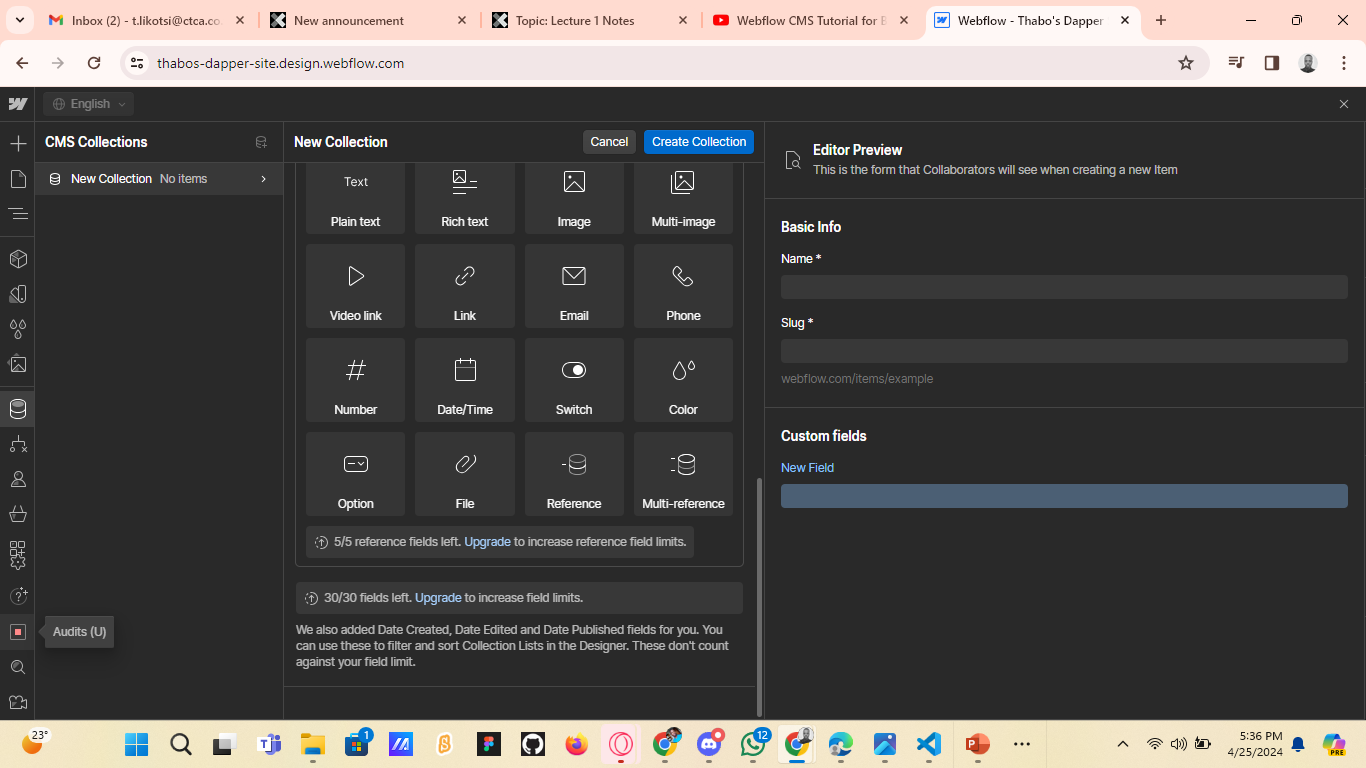 Inbox (2) - t.likotsi@ctca.co.
New announcement
Topic: Lecture 1 Notes
Webflow CMS Tutorial for B
Webflow - Thabo's Dapper
thabos-dapper-site.design.webflow.com
English
CMS Collections
New Collection No items
New Collection
Cancel
Create Collection
Text
Plain text
Rich text
Image
Multi-image
Video link
Link
Email
Phone
Number
Date/Time
Switch
Color
Option
File
Reference
Multi-reference
5/5 reference fields left. Upgrade to increase reference field limits.
30/30 fields left. Upgrade to increase field limits.
We also added Date Created, Date Edited and Date Published fields for you. You
can use these to filter and sort Collection Lists in the Designer. These don't count
against your field limit.
Editor Preview
This is the form that Collaborators will see when creating a new Item
Basic Info
Name *
Slug *
webflow.com/items/example
Custom fields
New Field
Audits (U)
23°
1
12
5:36 PM
4/25/2024
PRE